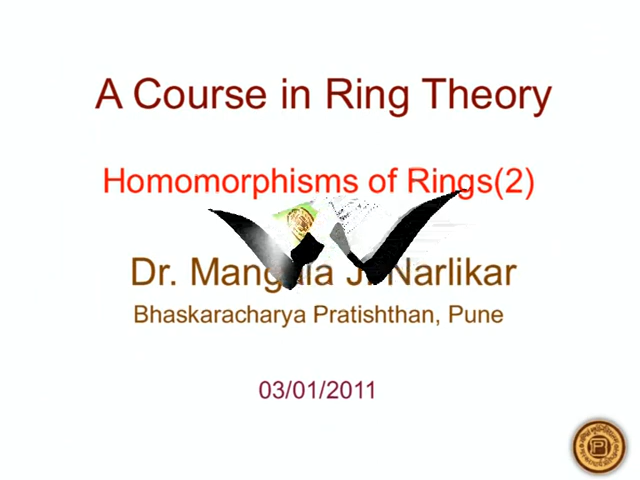 A Course in Ring Theory
Homomorphisms of Rings(2)
Dr. Narlikar
Bhaskaracharya Pratishthan, Pune
03/01/2011
P